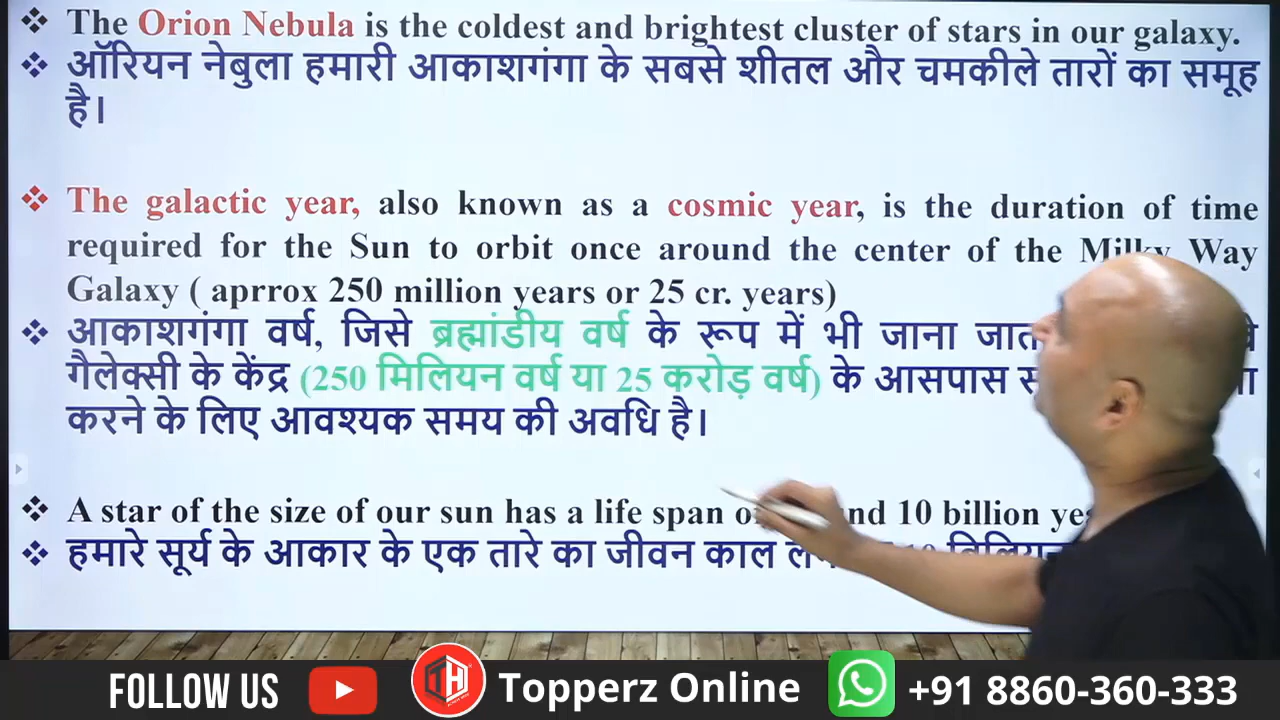 The Orion Nebula is the coldest and brightest cluster of stars in our galaxy.
ऑरियन नेबुला हमारी आकाशगंगा के सबसे शीतल और चमकीले तारों का समूह
है।
The galactic year, also known as a cosmic year, is the duration of time
required for the Sun to orbit once around the center of the Milky Way
Galaxy ( aprrox 250 million years or 25 cr. years)
आकाशगंगा वर्ष, जिसे ब्रह्मांडीय वर्ष के रूप में भी जाना
गैलेक्सी के केंद्र (250 मिलियन वर्ष या 25 करोड़ वर्ष) के आसपास
करने के लिए आवश्यक समय की अवधि है।
A star of the size of our sun has a life span 10 billion
हमारे सूर्य के आकार के एक तारे का जीवन काल
FOLLOW US TH Topperz Online +91 8860-360-333